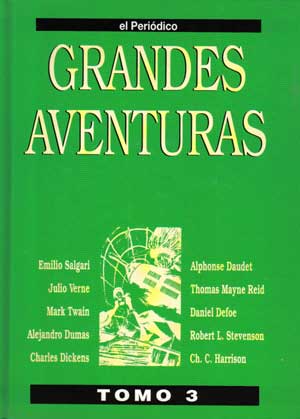 el Periódico
GRANDES
AVENTURAS
Emilio Salgari
Julio Verne
Mark Twain
Alejandro Dumas
Charles Dickens
Alphonse Daudet
Thomas Mayne Reid
Daniel Defoe
Robert L. Stevenson
Ch. C. Harrison
TOMO 3